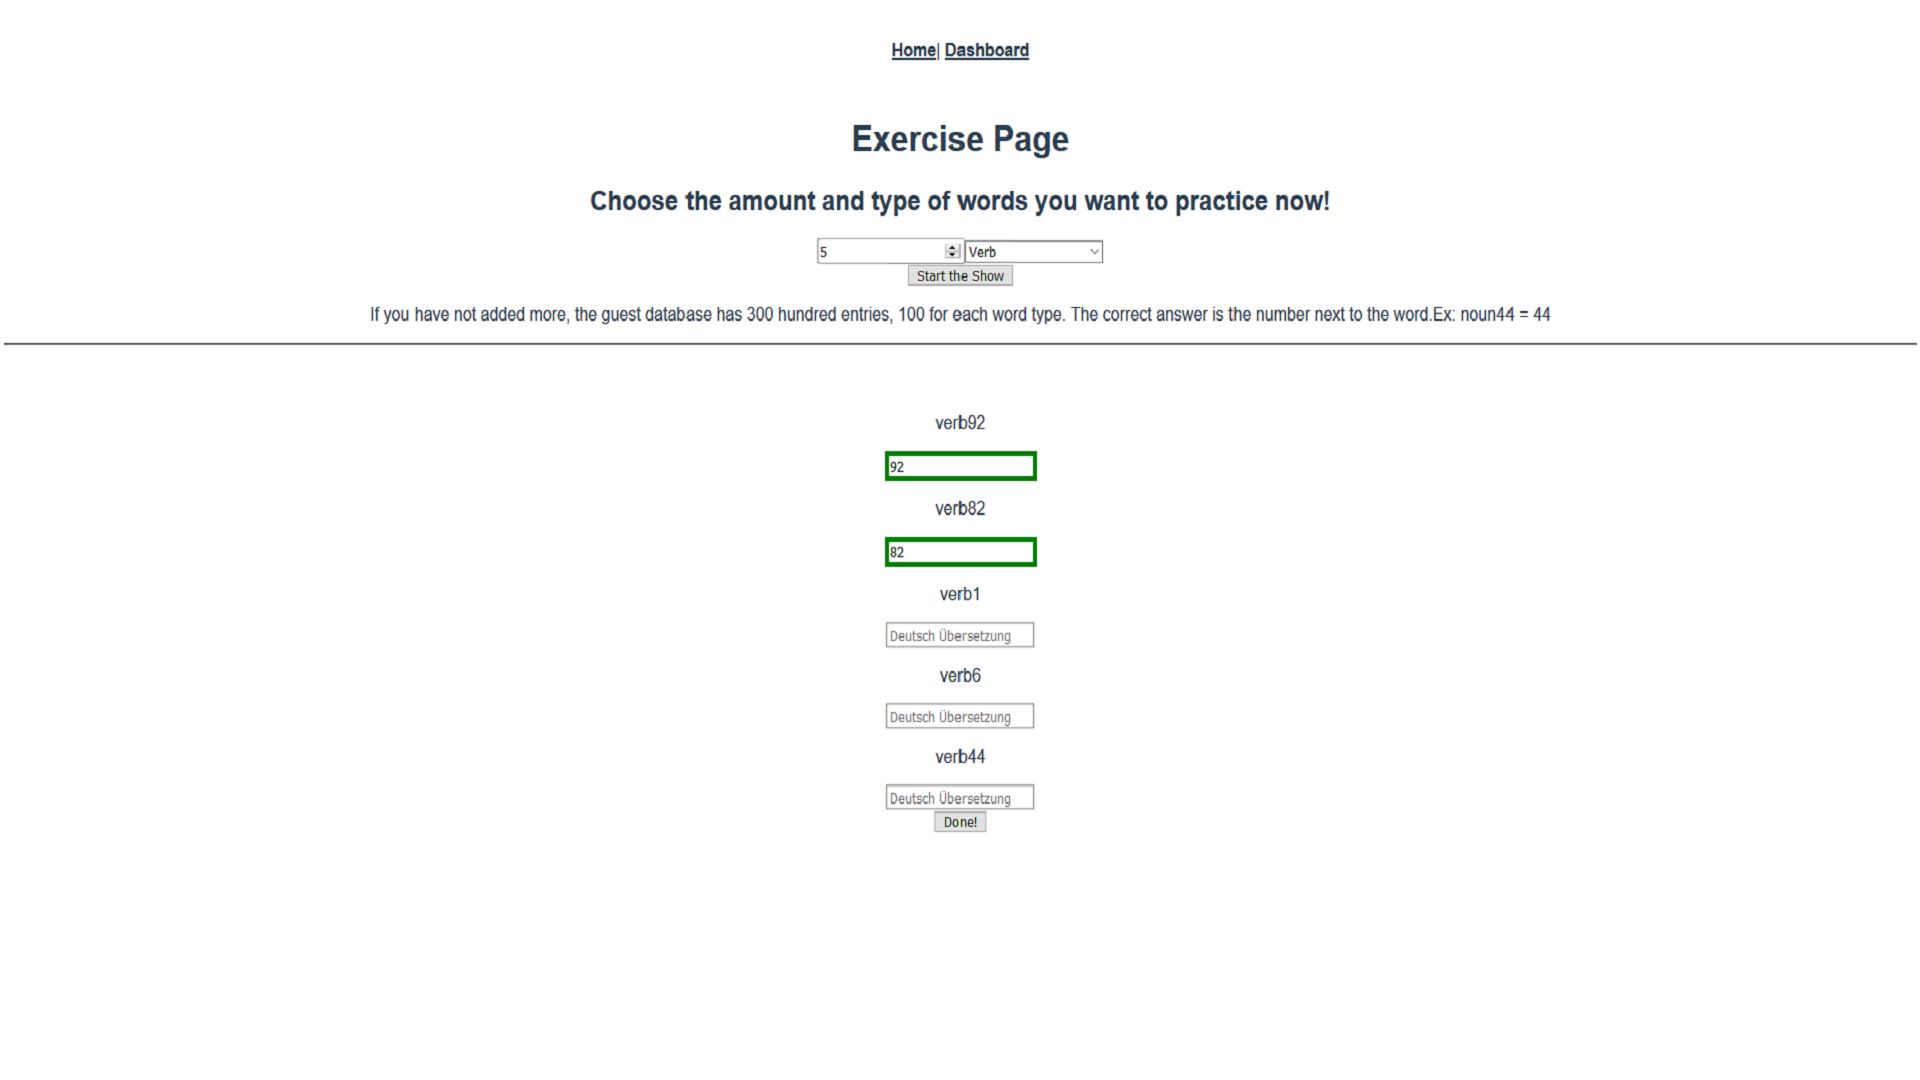 Home| Dashboard
Exercise Page
Choose the amount and type of words you want to practice now!
5 Verb
Start the Show
If you have not added more, the guest database has 300 hundred entries, 100 for each word type. The correct answer is the number next to the word.Ex: noun44 = 44
verb92
92
verb82
82
verb1
Deutsch Übersetzung
verb6
Deutsch Übersetzung
verb44
Deutsch Übersetzung
Done!